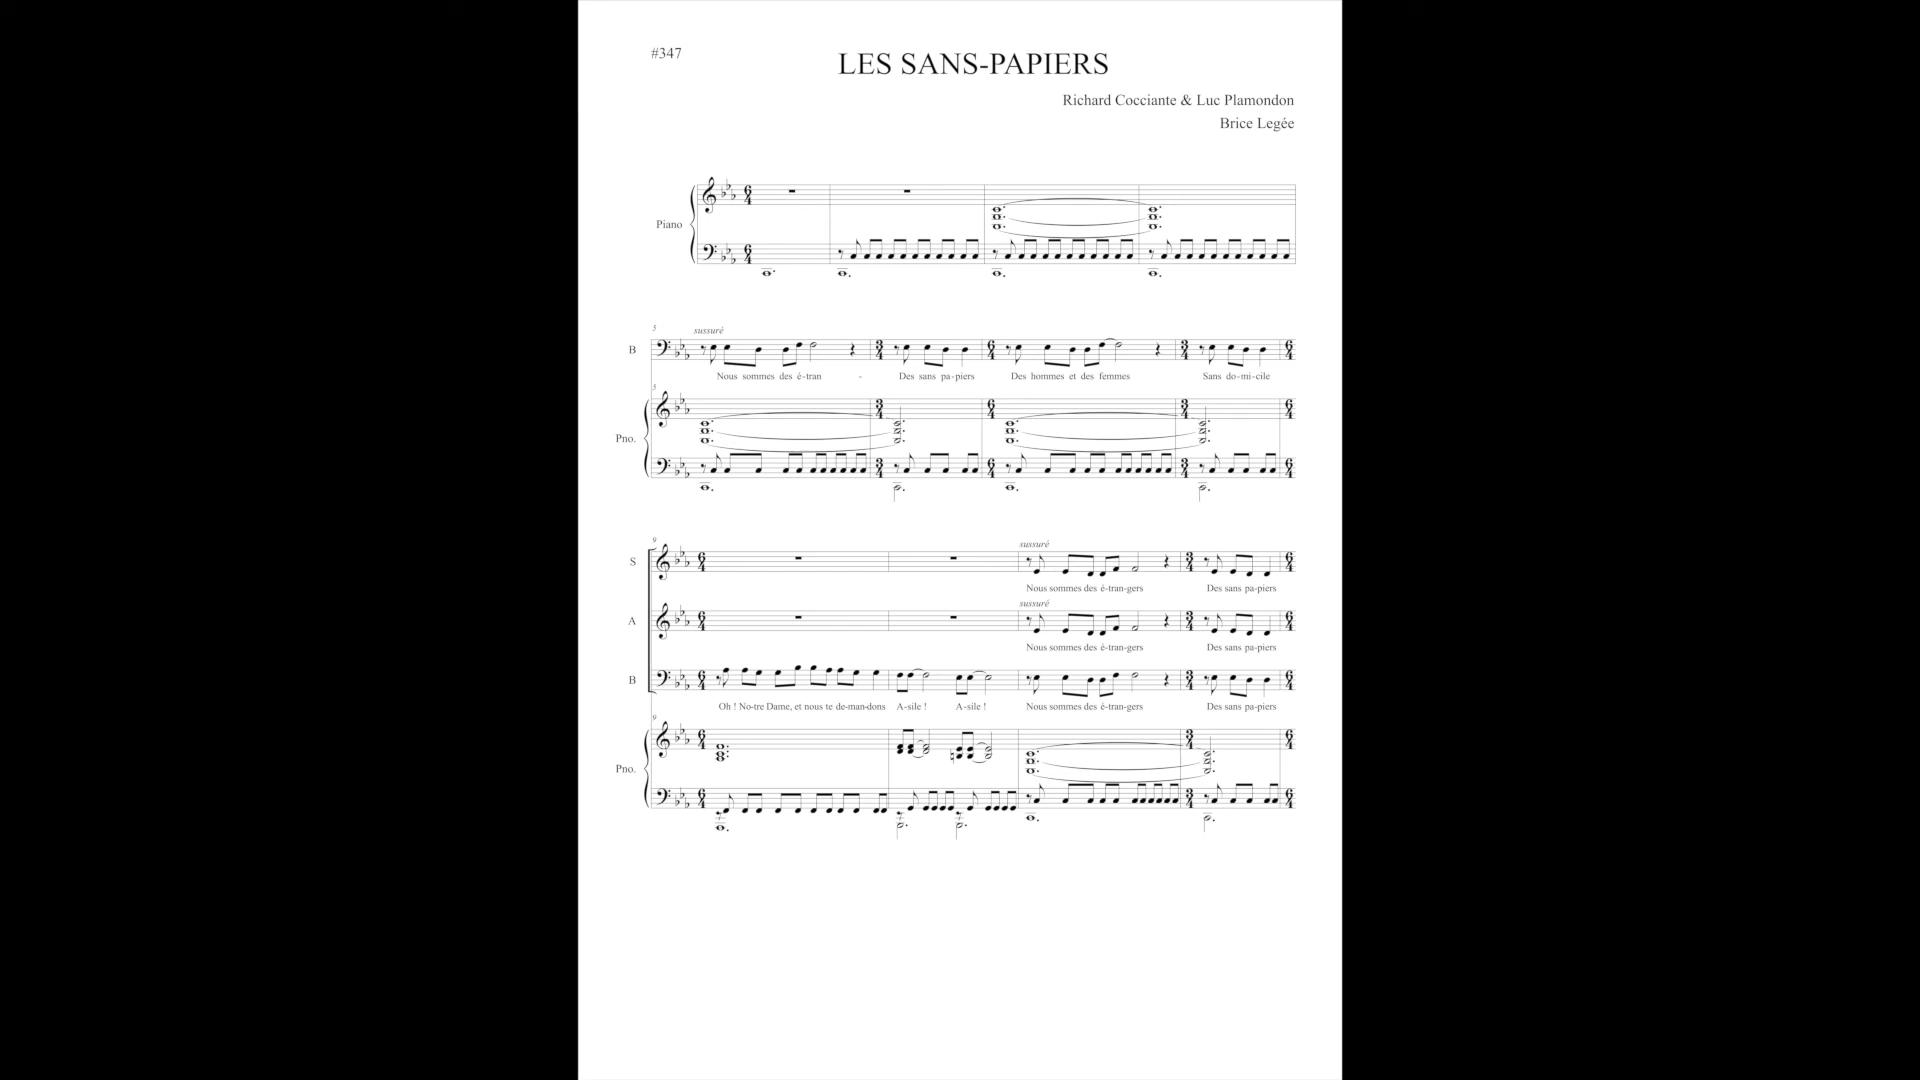 #347
LES SANS-PAPIERS
Richard Cocciante & Luc Plamondon
Brice Legée
Piano
5
sussuré
B
Nous sommes des é-tran - Des sans pa-piers Des hommes et des femmes Sans do-mi-cile
5
Pno.
9
sussuré
S
Nous sommes des é-tran-gers Des sans pa-piers
sussuré
A
Nous sommes des é-tran-gers Des sans pa-piers
B
Oh ! No-tre Dame, et nous te de-man-dons A-sile ! A-sile ! Nous sommes des é-tran-gers Des sans pa-piers
9
Pno.